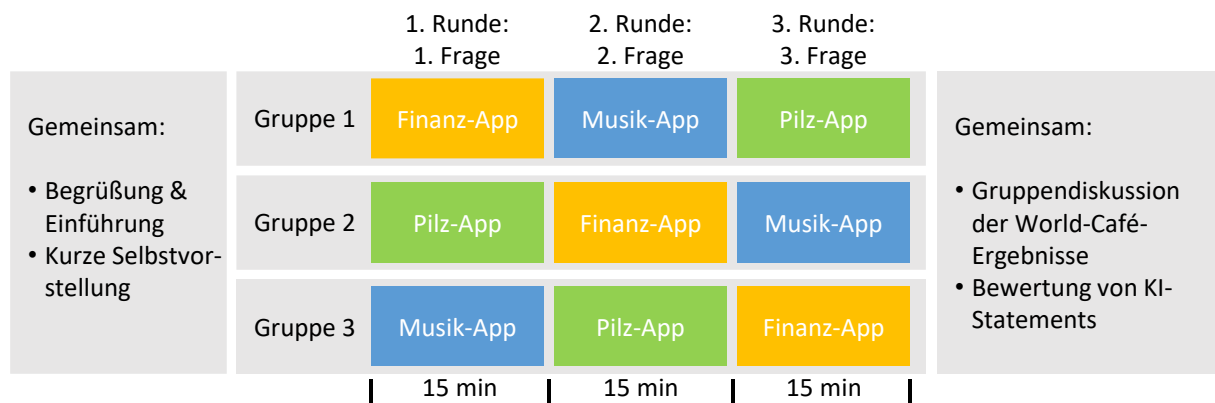 1. Runde:
1. Frage
2. Runde:
2. Frage
3. Runde:
3. Frage
Gemeinsam:
• Begrüßung &
Einführung
• Kurze Selbstvor-
stellung
Gruppe 1
Finanz-App
Musik-App
Pilz-App
Gruppe 2
Pilz-App
Finanz-App
Musik-App
Gruppe 3
Musik-App
Pilz-App
Finanz-App
15 min
15 min
15 min
Gemeinsam:
• Gruppendiskussion
der World-Café-
Ergebnisse
• Bewertung von KI-
Statements